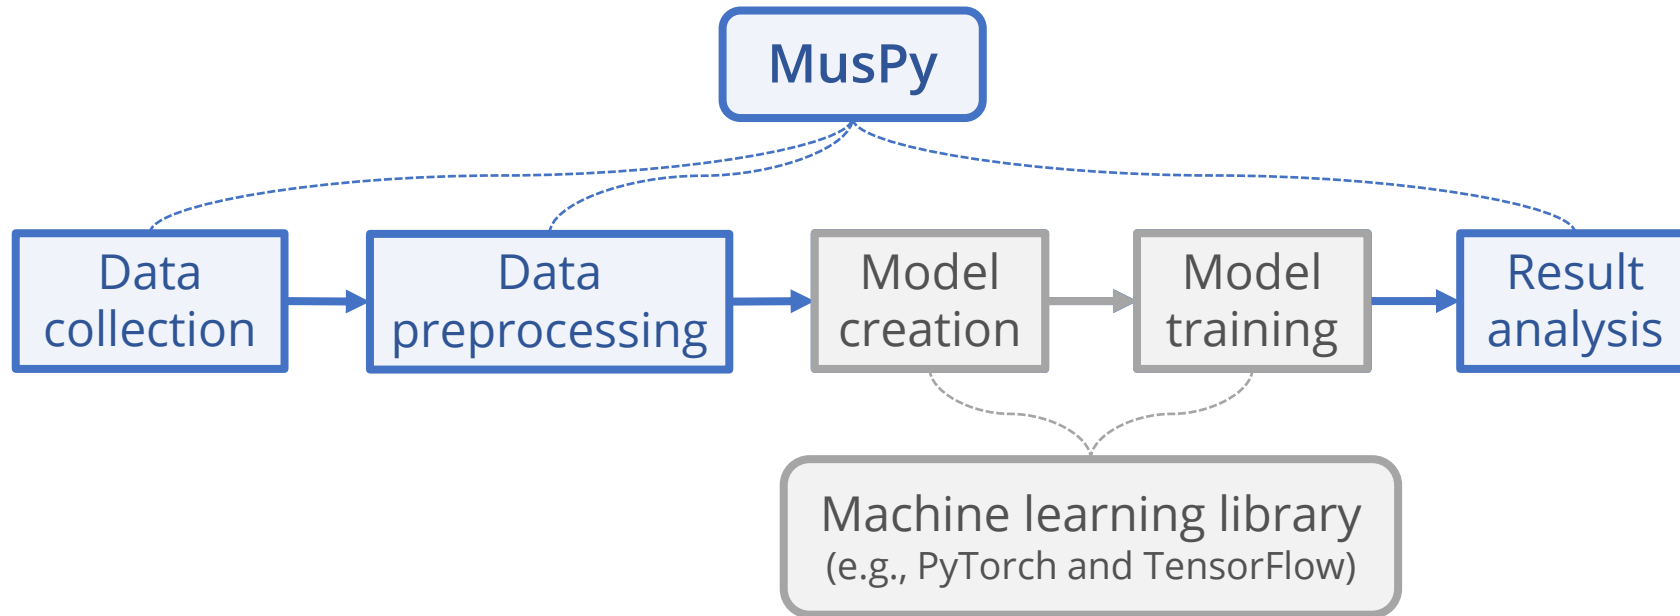 MusPy
Data
collection
Data
preprocessing
Model
creation
Model
training
Result
analysis
Machine learning library
(e.g., PyTorch and TensorFlow)